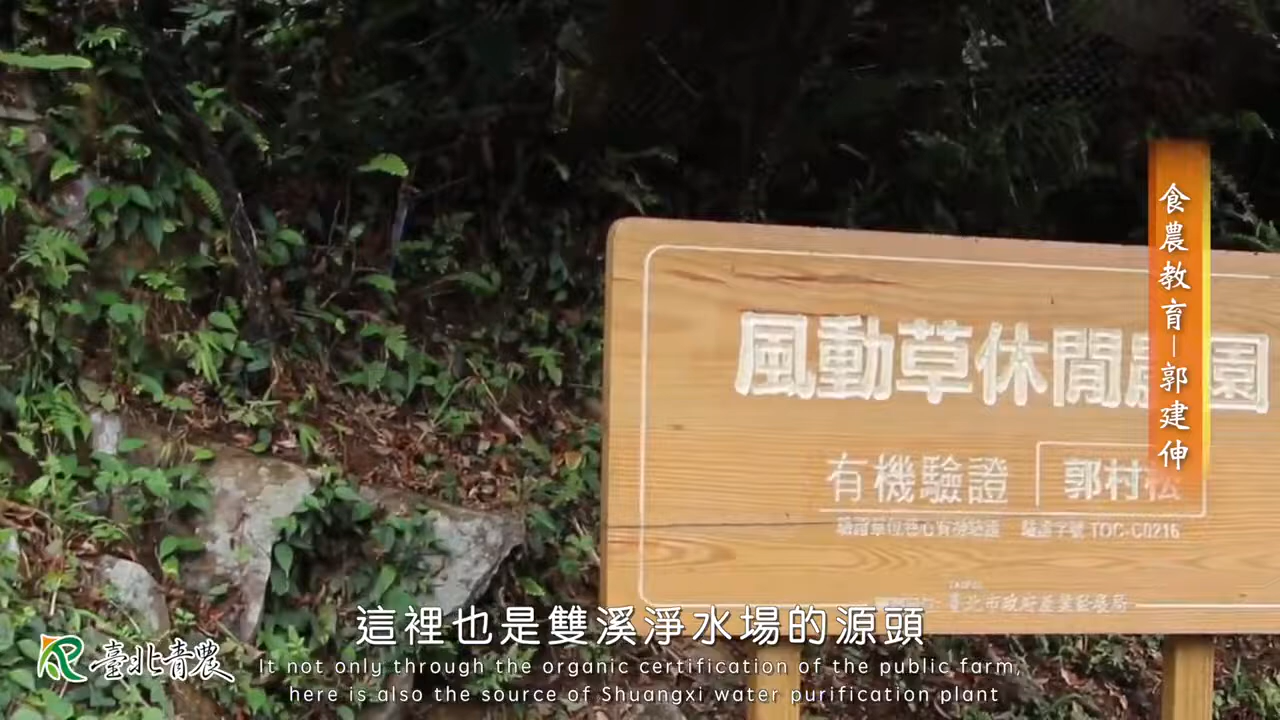 食農教育—郭建伸
風動草休閒農園
有機驗證 郭村松
驗證字號 TOC-C0216
臺北市政府產業發展局
這裡也是雙溪淨水場的源頭
It not only through the organic certification of the public farm,
here is also the source of Shuangxi water purification plant
臺北青農